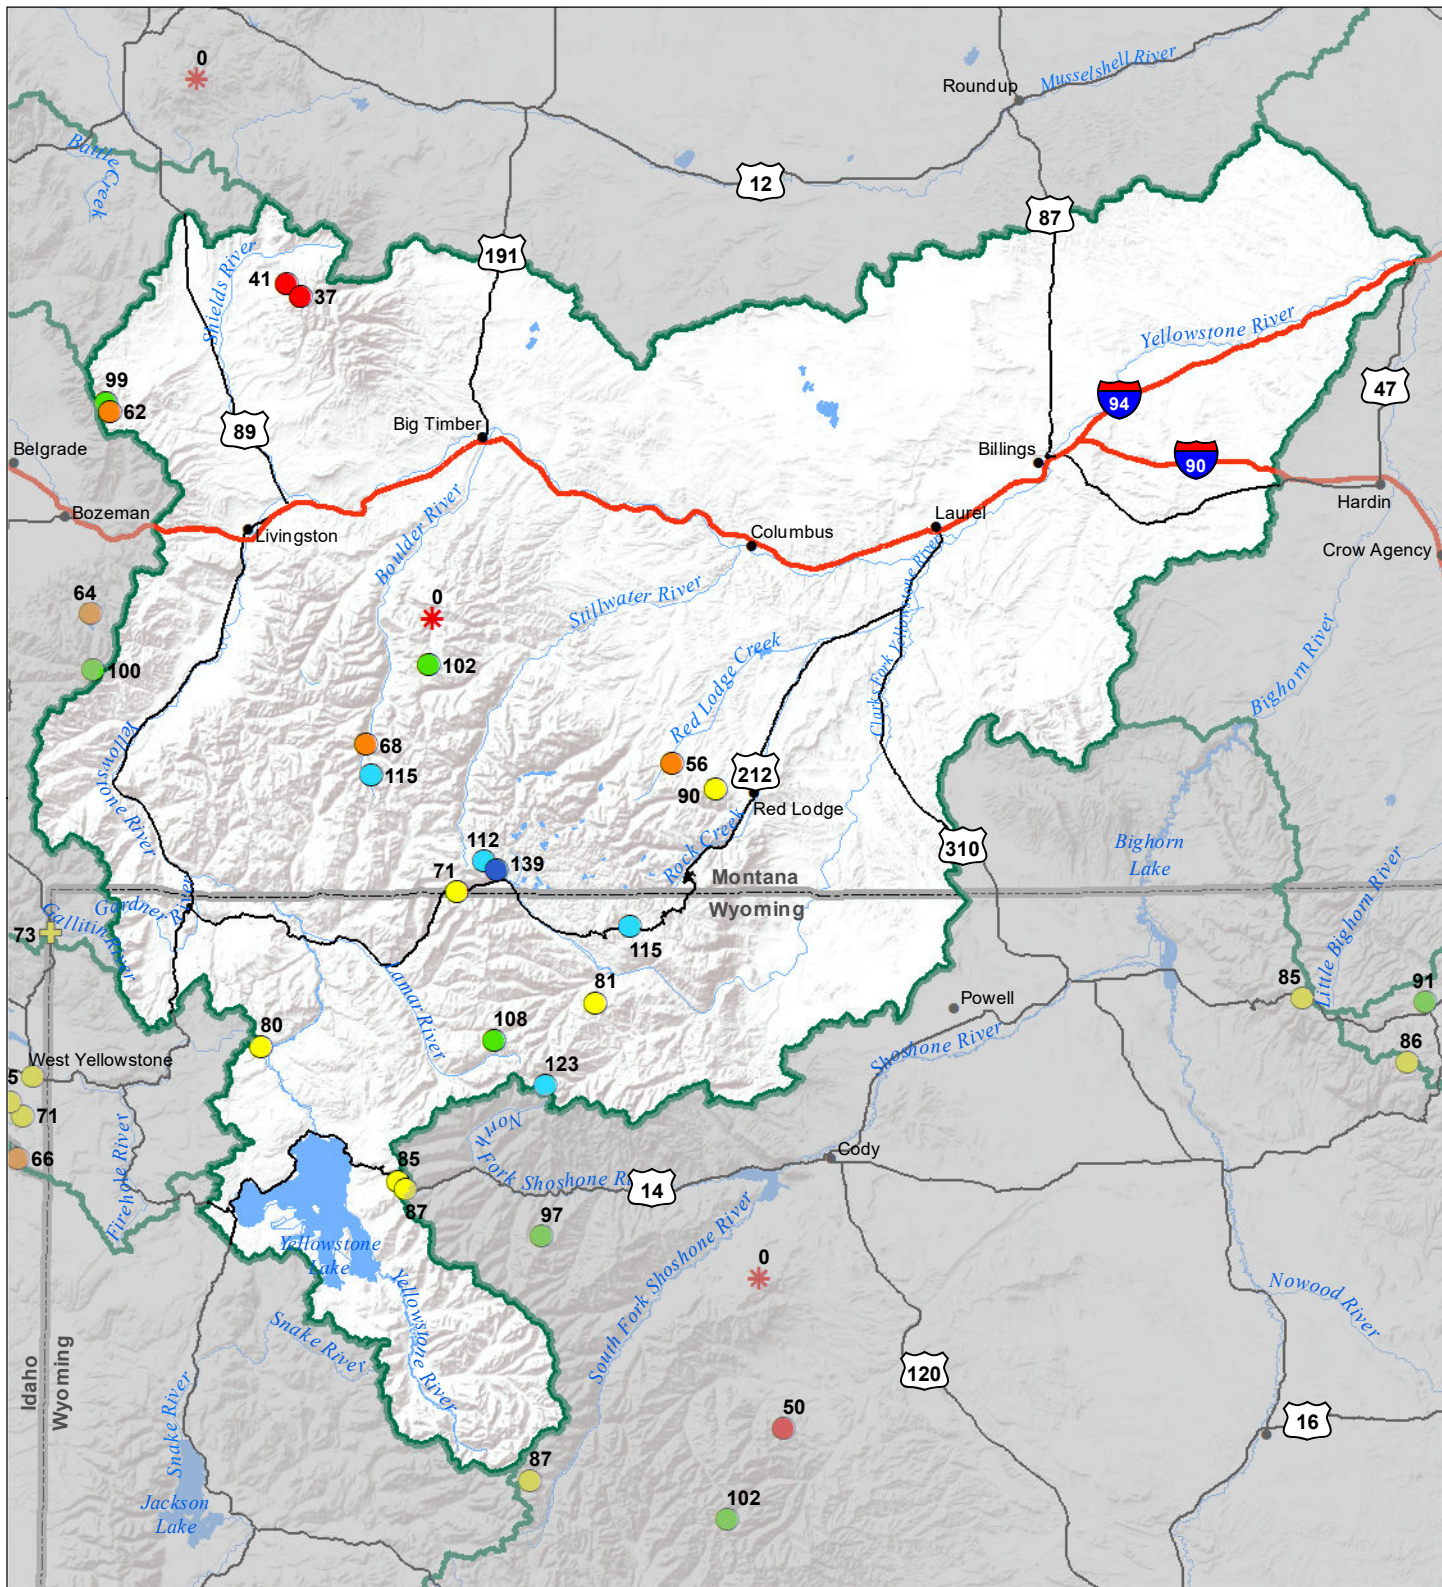 0
Roundup
Musselshell River
Battle Creek
12
87
191
Shields River
41
37
Yellowstone River
47
94
99
62
89
Big Timber
Belgrade
Billings
90
Bozeman
Hardin
Livingston
Laurel
Columbus
Crow Agency
Boulder River
Stillwater River
Clarks Fork Yellowstone River
64
0
100
102
Red Lodge Creek
Bighorn River
Yellowstone River
68
115
56
90
212
Red Lodge
Rock Creek
310
Bighorn
Lake
112
139
71
Montana
Wyoming
Gardner River
Gallitin River
73
115
Little Bighorn River
81
Powell
85
91
Lamar River
108
80
Shoshone River
86
West Yellowstone
5
123
71
North Fork Shoshone R
66
Firehole River
Cody
85
14
87
97
South Fork Shoshone River
Yellowstone
Lake
0
Yellowstone River
Nowood River
Snake River
Idaho
Wyoming
120
Snake River
50
16
87
102
Jackson
Lake